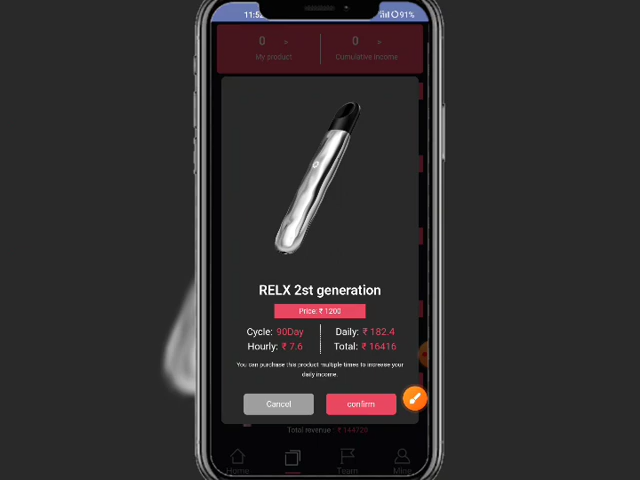 91%
0 >
0 >
My product
Cumulative income
RELX 2st generation
Price: ₹ 1200
Cycle: 90Day
Daily: ₹ 182.4
Hourly: ₹ 7.6
Total: ₹ 16416
You can purchase this product multiple times to increase your
daily income.
Cancel
confirm
Total revenue ₹ 144720
Home
Team
Mine